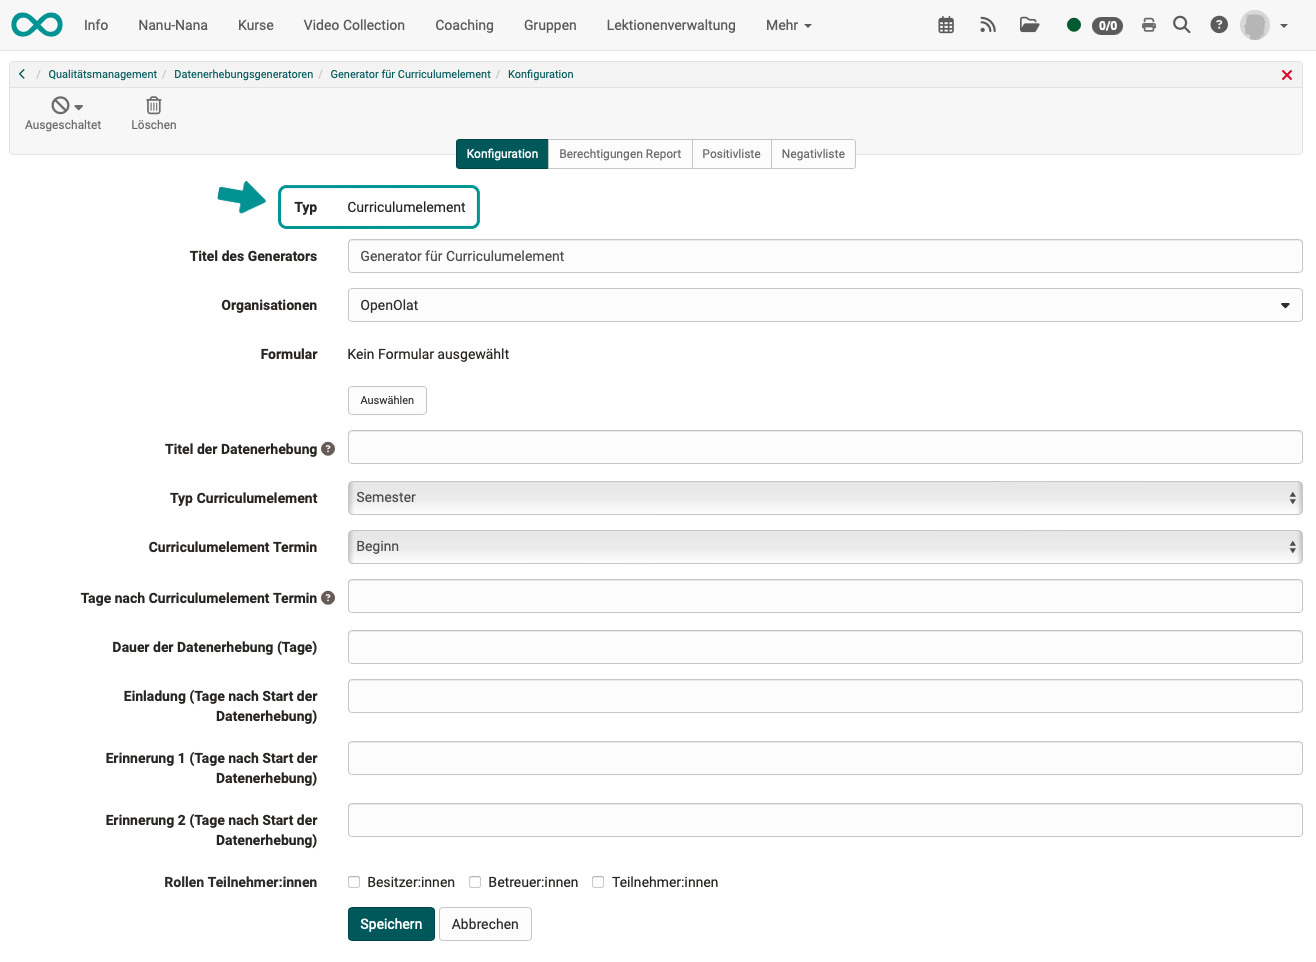 Info Nanu-Nana Kurse Video Collection Coaching Gruppen Lektionenverwaltung Mehr 0/0
/ Qualitätsmanagement / Datenerhebungsgeneratoren / Generator für Curriculumelement / Konfiguration
Ausgeschaltet Löschen
Konfiguration Berechtigungen Report Positivliste Negativliste
Typ Curriculumelement
Titel des Generators Generator für Curriculumelement
Organisationen OpenOlat
Formular Kein Formular ausgewählt
Auswählen
Titel der Datenerhebung ?
Typ Curriculumelement Semester
Curriculumelement Termin Beginn
Tage nach Curriculumelement Termin ?
Dauer der Datenerhebung (Tage)
Einladung (Tage nach Start der
Datenerhebung)
Erinnerung 1 (Tage nach Start der
Datenerhebung)
Erinnerung 2 (Tage nach Start der
Datenerhebung)
Rollen Teilnehmer:innen Besitzer:innen Betreuer:innen Teilnehmer:innen
Speichern Abbrechen